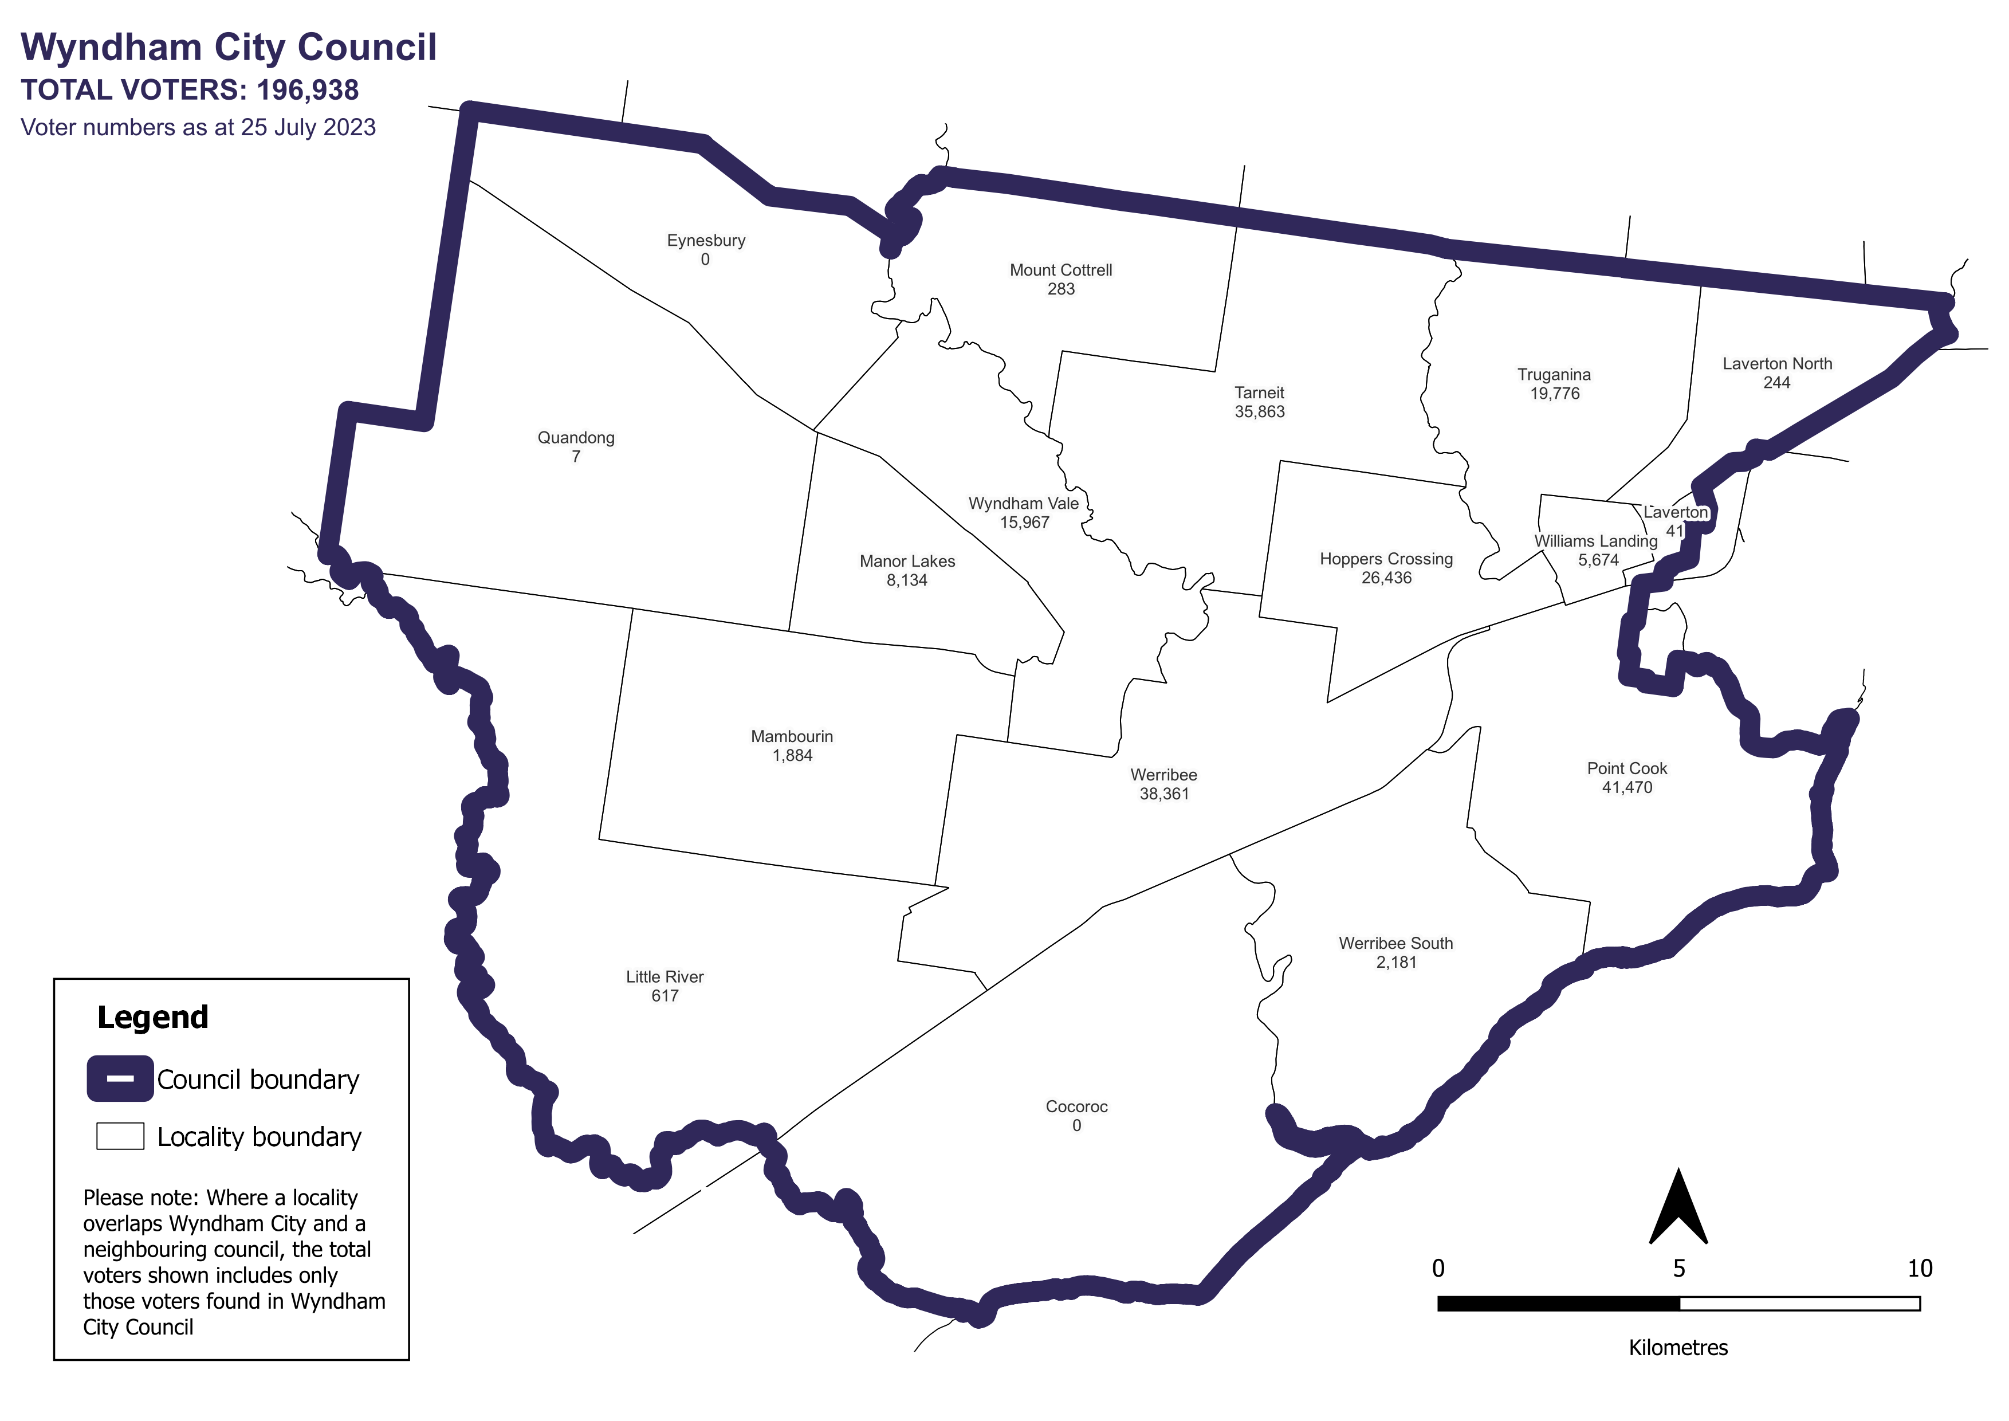 Wyndham City Council
TOTAL VOTERS: 196,938
Voter numbers as at 25 July 2023
Eynesbury
0
Mount Cottrell
283
Tarneit
35,863
Truganina
19,776
Laverton North
244
Quandong
7
Wyndham Vale
15,967
Manor Lakes
8,134
Hoppers Crossing
26,436
Laverton
41
Williams Landing
5,674
Mambourin
1,884
Werribee
38,361
Point Cook
41,470
Little River
617
Werribee South
2,181
Cocoroc
0
Legend
Council boundary
Locality boundary
Please note: Where a locality
overlaps Wyndham City and a
neighbouring council, the total
voters shown includes only
those voters found in Wyndham
City Council
0 5 10
Kilometres